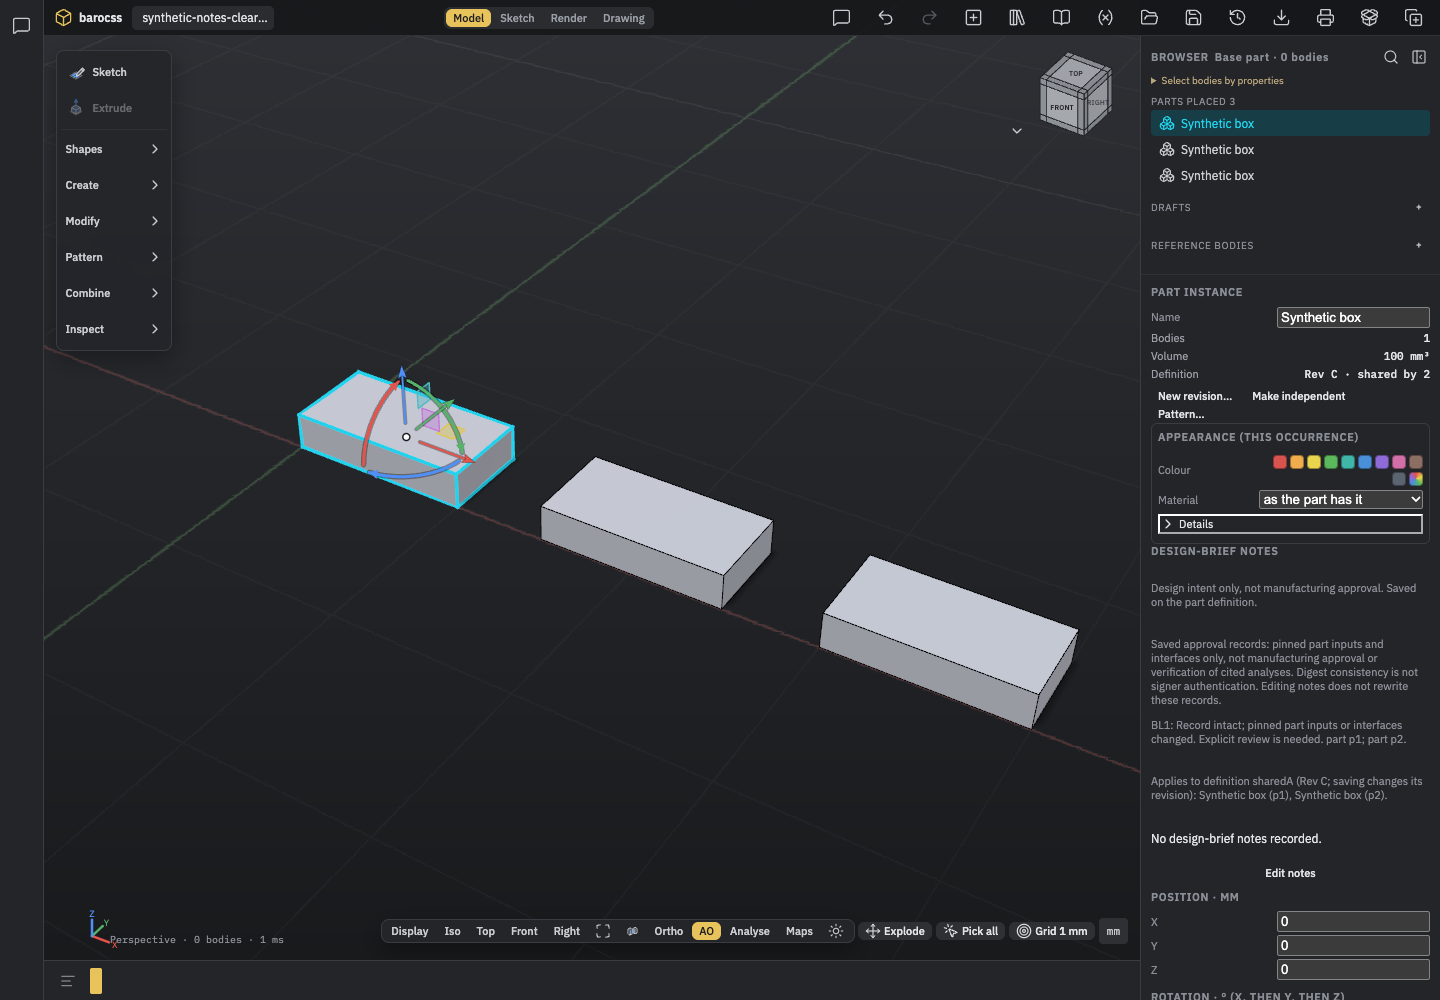 barocss
synthetic-notes-clear...
Model
Sketch
Render
Drawing
Sketch
Extrude
Shapes
Create
Modify
Pattern
Combine
Inspect
TOP
FRONT
RIGHT
BROWSER Base part · 0 bodies
Select bodies by properties
PARTS PLACED 3
Synthetic box
Synthetic box
Synthetic box
DRAFTS +
REFERENCE BODIES +
PART INSTANCE
Name Synthetic box
Bodies 1
Volume 100 mm³
Definition Rev C · shared by 2
New revision... Make independent
Pattern...
APPEARANCE (THIS OCCURRENCE)
Colour
Material as the part has it
Details
DESIGN-BRIEF NOTES
Design intent only, not manufacturing approval. Saved
on the part definition.
Saved approval records: pinned part inputs and
interfaces only, not manufacturing approval or
verification of cited analyses. Digest consistency is not
signer authentication. Editing notes does not rewrite
these records.
BL1: Record intact; pinned part inputs or interfaces
changed. Explicit review is needed. part p1; part p2.
Applies to definition sharedA (Rev C; saving changes its
revision): Synthetic box (p1), Synthetic box (p2).
No design-brief notes recorded.
Edit notes
POSITION · MM
X 0
Y 0
Z 0
ROTATION · ° (X, THEN Y, THEN Z)
Z
Y
X
Perspective · 0 bodies · 1 ms
Display
Iso
Top
Front
Right
Ortho
AO
Analyse
Maps
Explode
Pick all
Grid 1 mm
mm